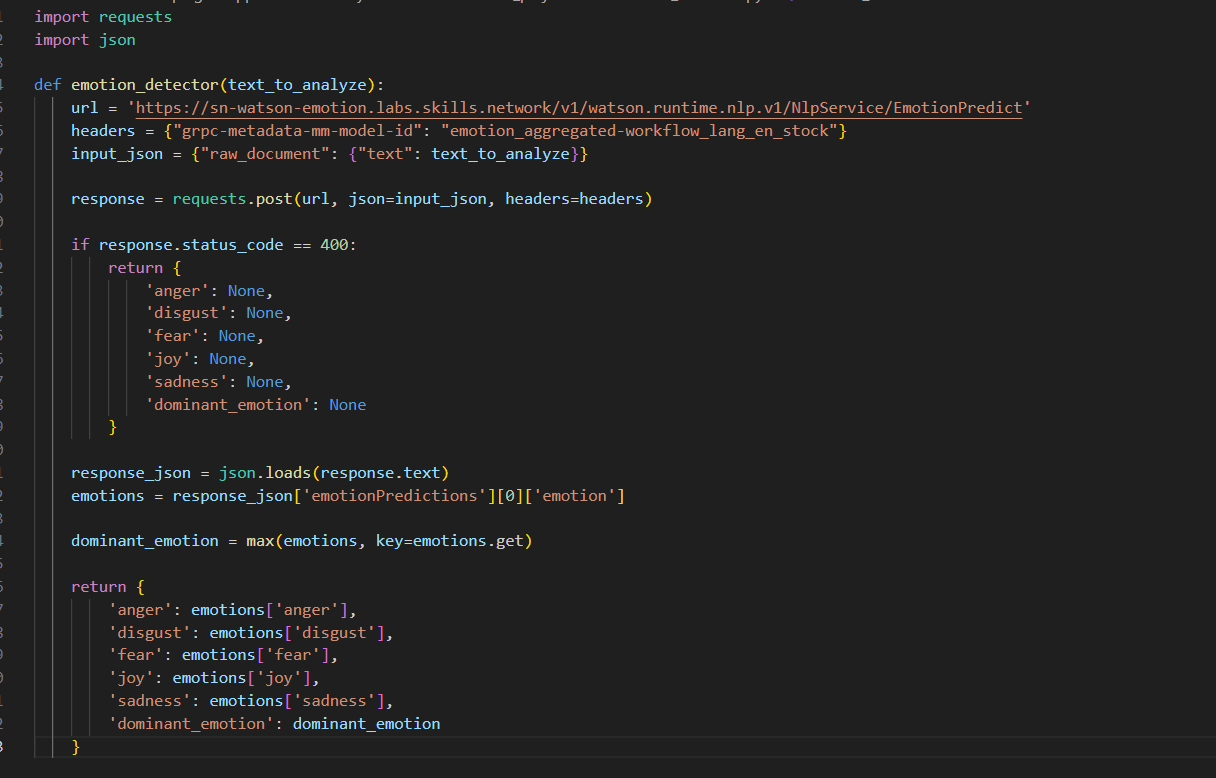 import requests
import json
def emotion_detector(text_to_analyze):
url = 'https://sn-watson-emotion.labs.skills.network/v1/watson.runtime.nlp.v1/NlpService/EmotionPredict'
headers = {"grpc-metadata-mm-model-id": "emotion_aggregated-workflow_lang_en_stock"}
input_json = {"raw_document": {"text": text_to_analyze}}
response = requests.post(url, json=input_json, headers=headers)
if response.status_code == 400:
return {
'anger': None,
'disgust': None,
'fear': None,
'joy': None,
'sadness': None,
'dominant_emotion': None
}
response_json = json.loads(response.text)
emotions = response_json['emotionPredictions'][0]['emotion']
dominant_emotion = max(emotions, key=emotions.get)
return {
'anger': emotions['anger'],
'disgust': emotions['disgust'],
'fear': emotions['fear'],
'joy': emotions['joy'],
'sadness': emotions['sadness'],
'dominant_emotion': dominant_emotion
}